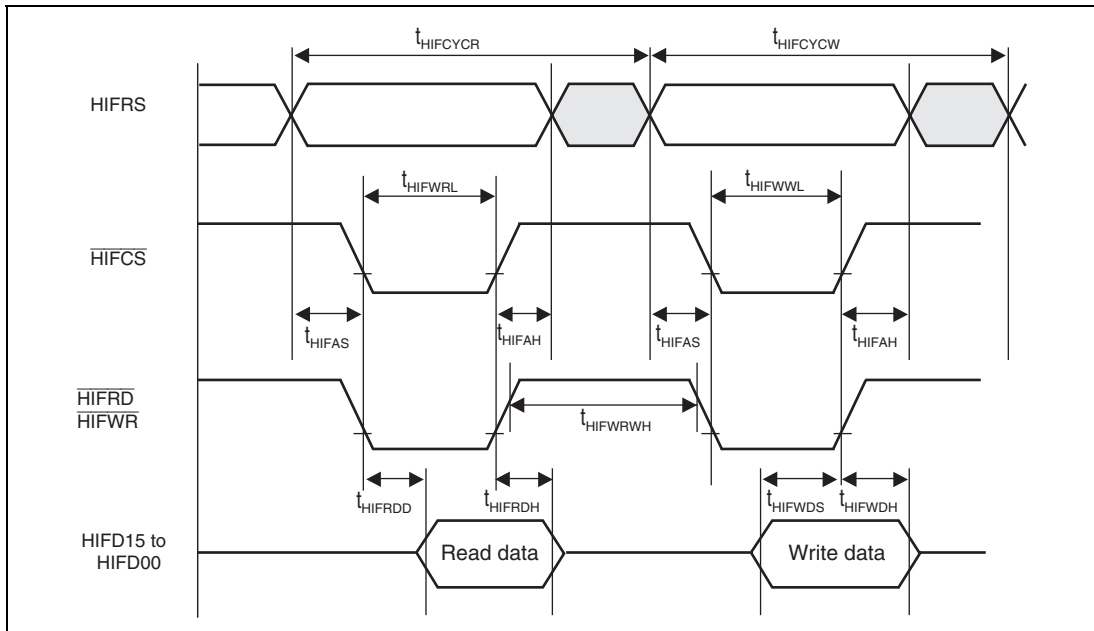 tHIFCYCR tHIFCYCW
HIFRS
tHIFWRL tHIFWWL
HIFCS
tHIFAS tHIFAH tHIFAS tHIFAH
HIFRD
HIFWR
tHIFWRWH
tHIFRDD tHIFRDH tHIFWDS tHIFWDH
HIFD15 to
HIFD00
Read data Write data